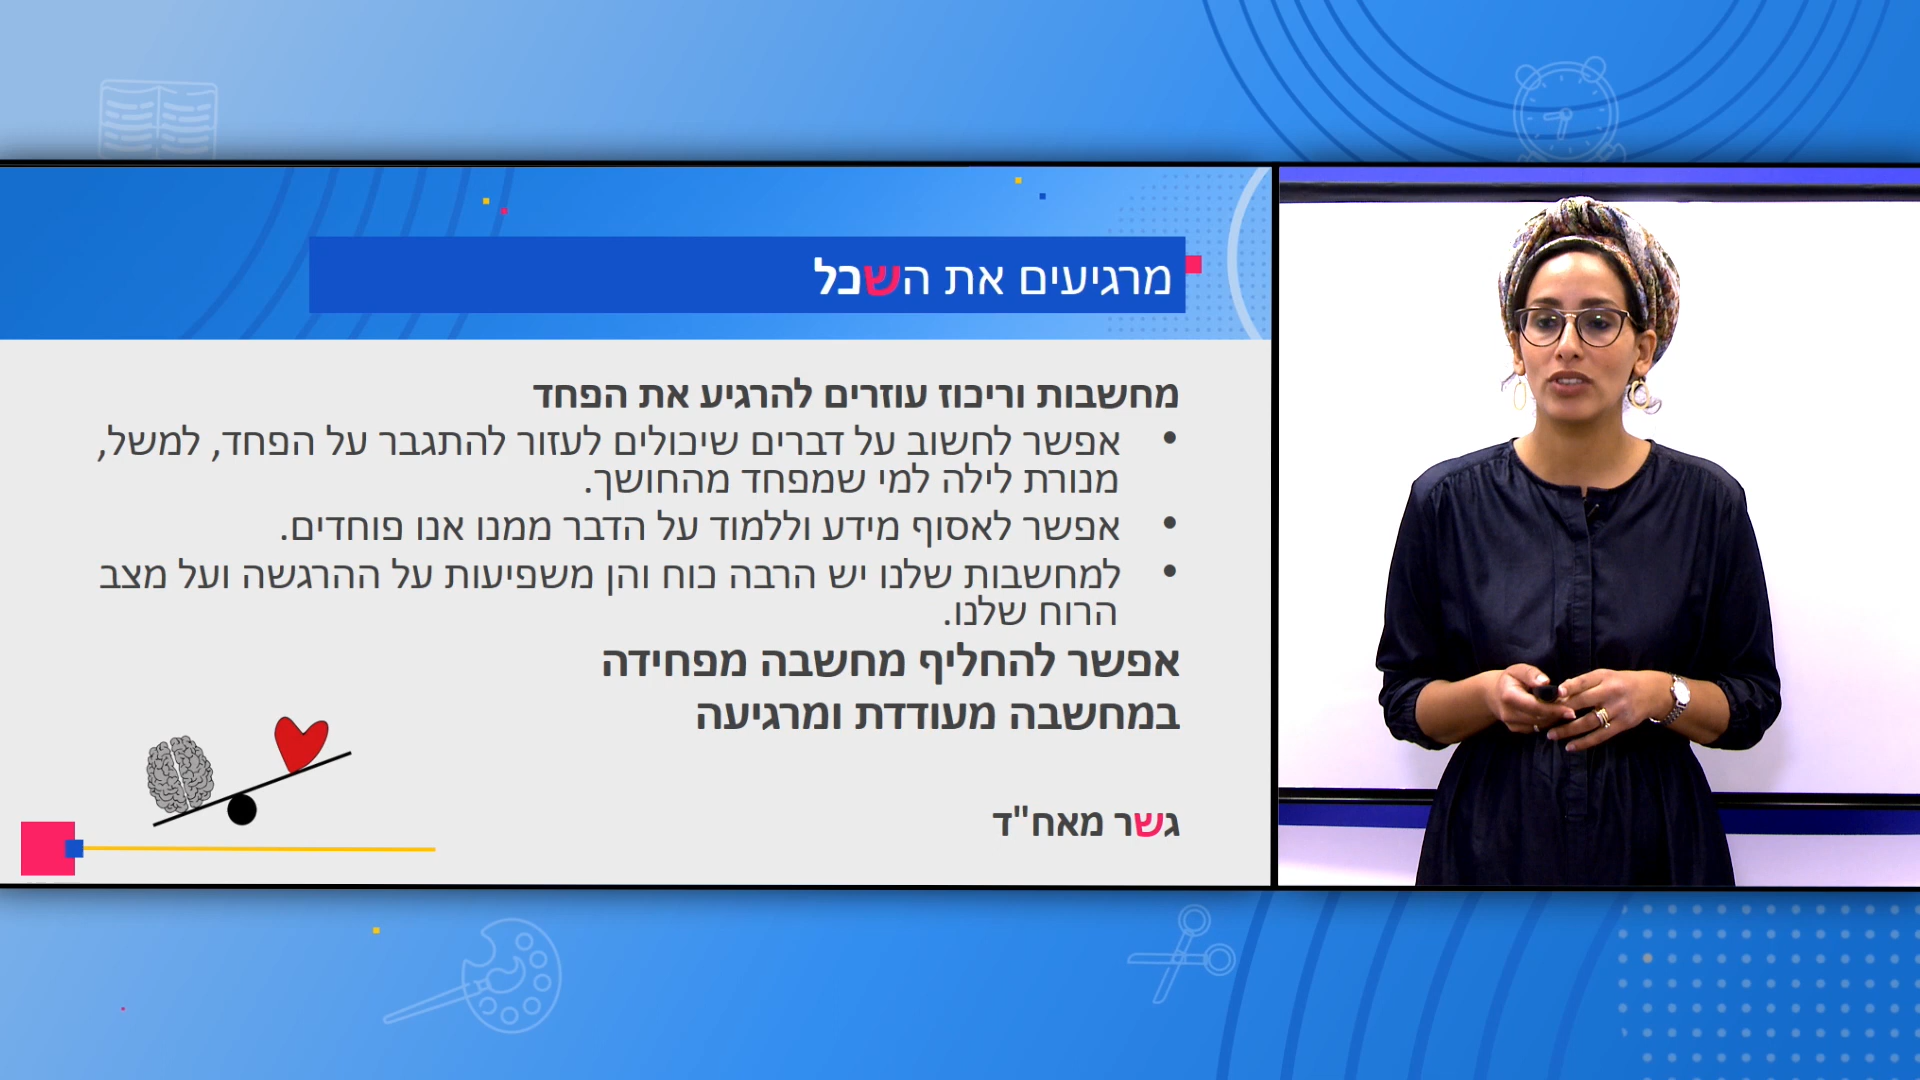 מרגיעים את השכל
מחשבות וריכוז עוזרים להרגיע את הפחד
• אפשר לחשוב על דברים שיכולים לעזור להתגבר על הפחד, למשל,
מנורת לילה למי שמפחד מהחושך.
• אפשר לאסוף מידע וללמוד על הדבר ממנו אנו פוחדים.
• למחשבות שלנו יש הרבה כוח והן משפיעות על ההרגשה ועל מצב
הרוח שלנו.
אפשר להחליף מחשבה מפחידה
במחשבה מעודדת ומרגיעה
גשר מאח"ד